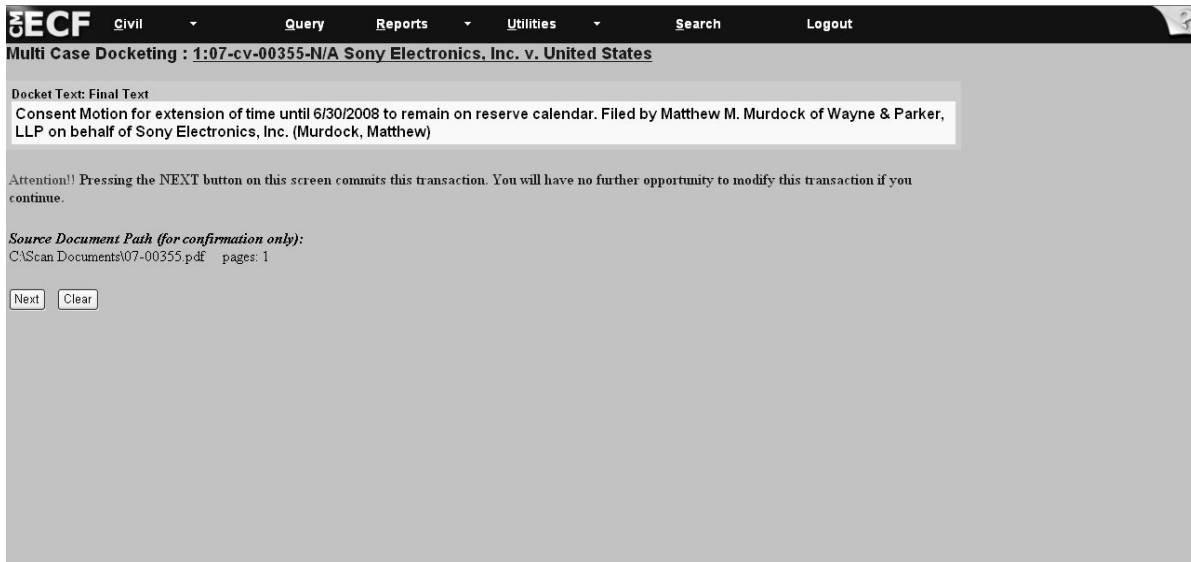 CM ECF Civil Query Reports Utilities Search Logout
Multi Case Docketing : 1:07-cv-00355-N/A Sony Electronics, Inc. v. United States
Docket Text: Final Text
Consent Motion for extension of time until 6/30/2008 to remain on reserve calendar. Filed by Matthew M. Murdock of Wayne & Parker,
LLP on behalf of Sony Electronics, Inc. (Murdock, Matthew)
Attention!! Pressing the NEXT button on this screen commits this transaction. You will have no further opportunity to modify this transaction if you
continue.
Source Document Path (for confirmation only):
C:\Scan Documents\07-00355.pdf pages: 1
Next Clear